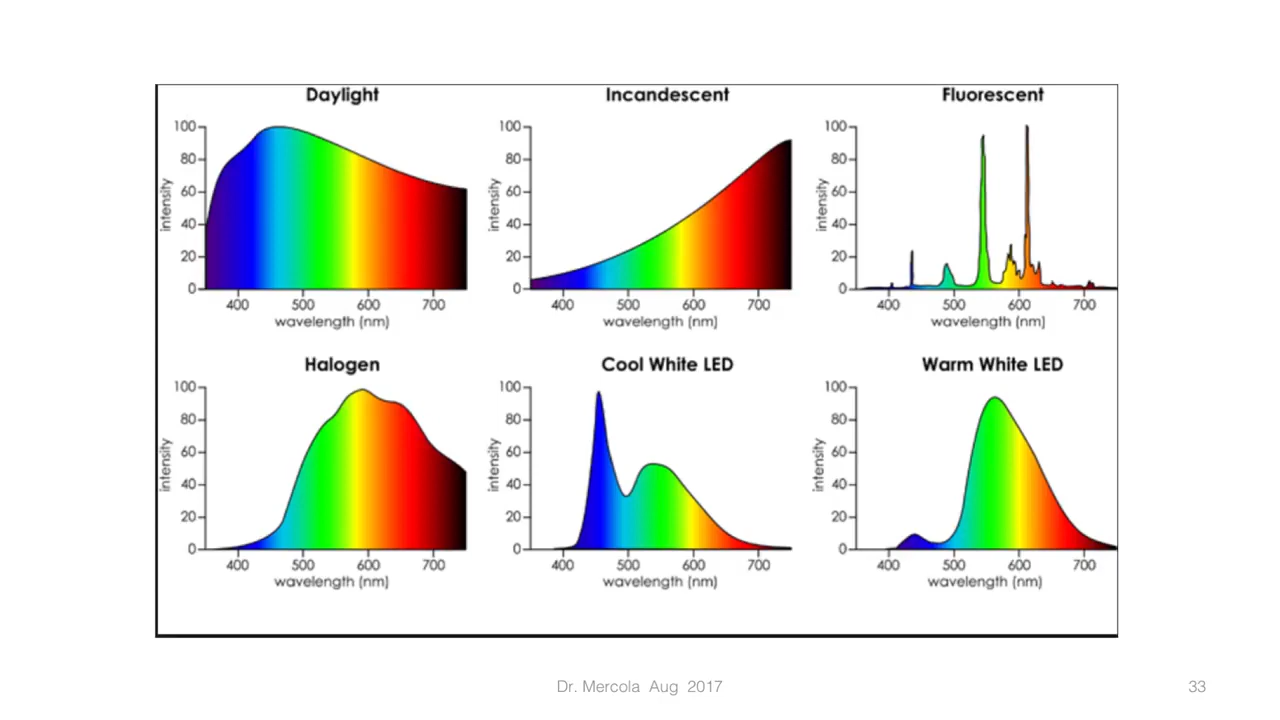 Daylight
Incandescent
Fluorescent
100
80
60
40
20
0
intensity
400 500 600 700
wavelength (nm)
100
80
60
40
20
0
intensity
400 500 600 700
wavelength (nm)
100
80
60
40
20
0
intensity
400 500 600 700
wavelength (nm)
Halogen
Cool White LED
Warm White LED
100
80
60
40
20
0
intensity
400 500 600 700
wavelength (nm)
100
80
60
40
20
0
intensity
400 500 600 700
wavelength (nm)
100
80
60
40
20
0
intensity
400 500 600 700
wavelength (nm)
Dr. Mercola Aug 2017
33